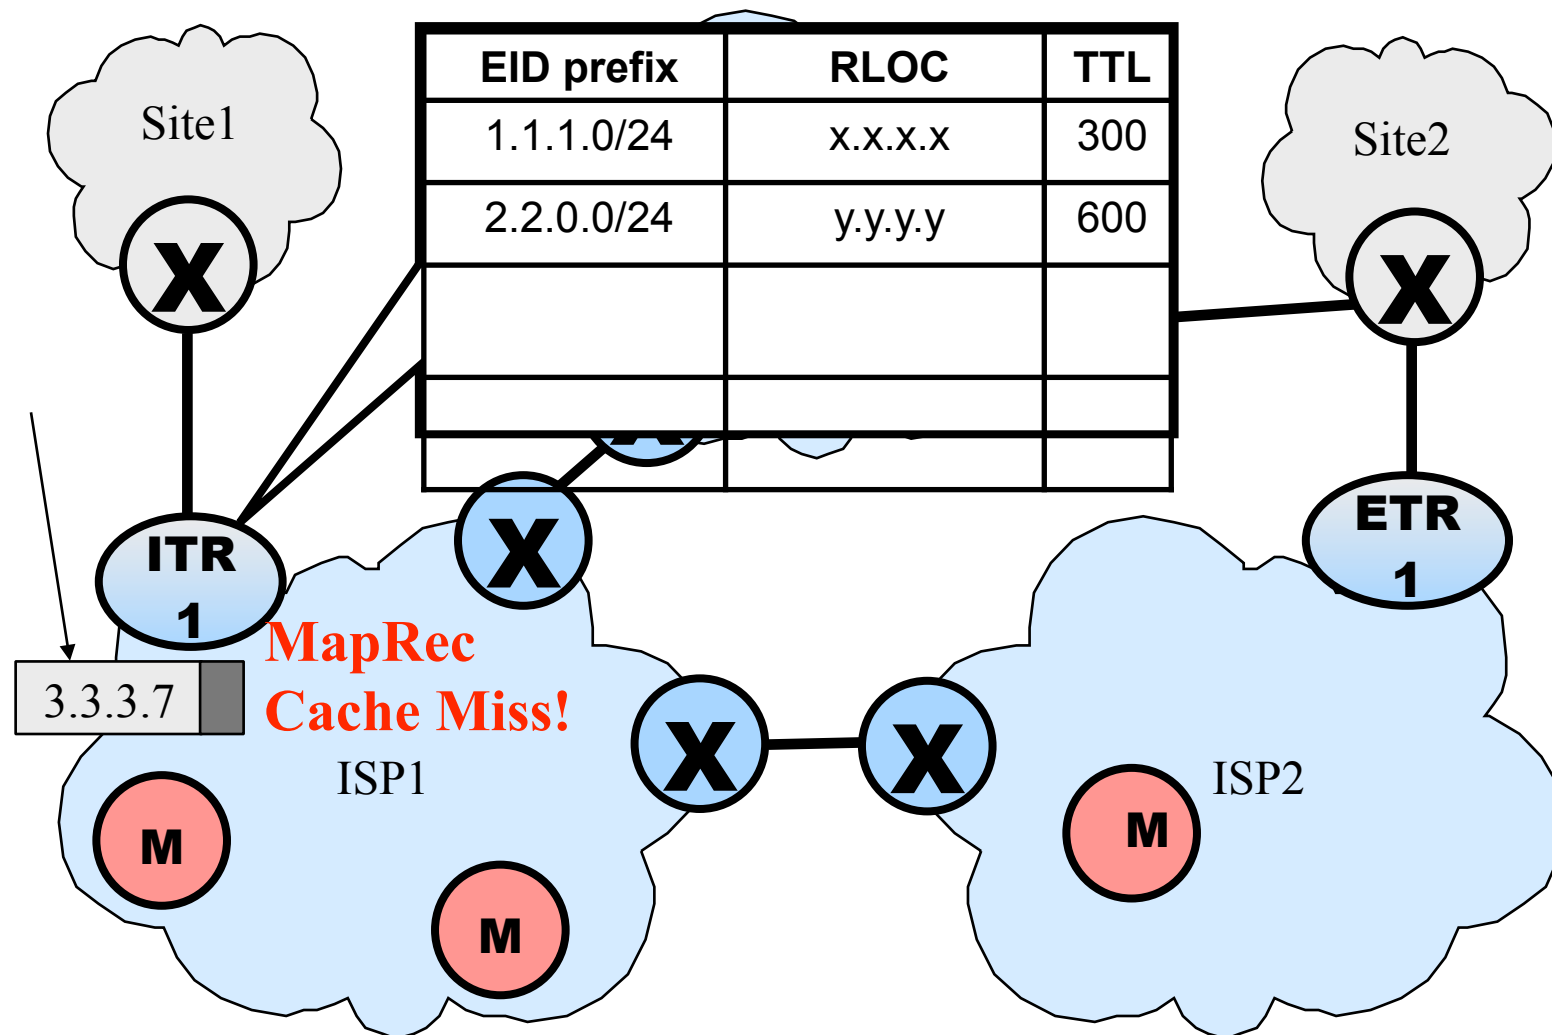 EID prefix RLOC TTL
1.1.1.0/24 x.x.x.x 300
2.2.0.0/24 y.y.y.y 600
Site1
Site2
X
X
X
X
ITR
1
ETR
1
MapRec
Cache Miss!
3.3.3.7
X
X
ISP1
ISP2
M
M
M